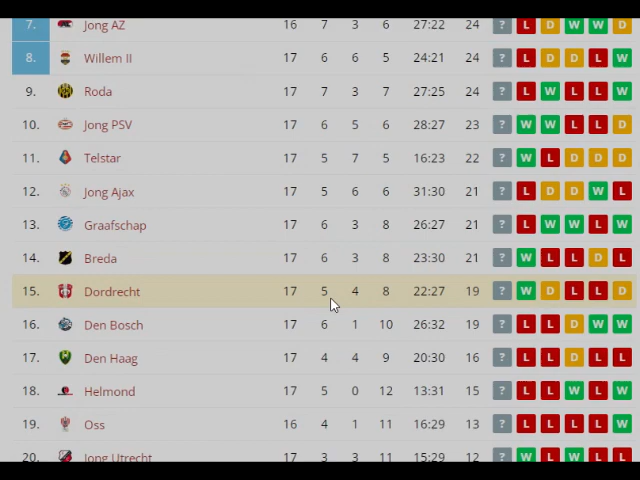 7. Jong AZ 16 7 3 6 27:22 24 ? L D W W D
8. Willem II 17 6 6 5 24:21 24 ? L D D L W
9. Roda 17 7 3 7 27:25 24 ? L W L L W
10. Jong PSV 17 6 5 6 28:27 23 ? W W L L D
11. Telstar 17 5 7 5 16:23 22 ? W L D D D
12. Jong Ajax 17 5 6 6 31:30 21 ? L D D W L
13. Graafschap 17 6 3 8 26:27 21 ? L W W L W
14. Breda 17 6 3 8 23:30 21 ? W L L D L
15. Dordrecht 17 5 4 8 22:27 19 ? W D L L D
16. Den Bosch 17 6 1 10 26:32 19 ? L L D W W
17. Den Haag 17 4 4 9 20:30 16 ? L L D L L
18. Helmond 17 5 0 12 13:31 15 ? L L W L W
19. Oss 16 4 1 11 16:29 13 ? L L L L W
20. Jong Utrecht 17 3 3 11 15:29 12 ? W L W L L